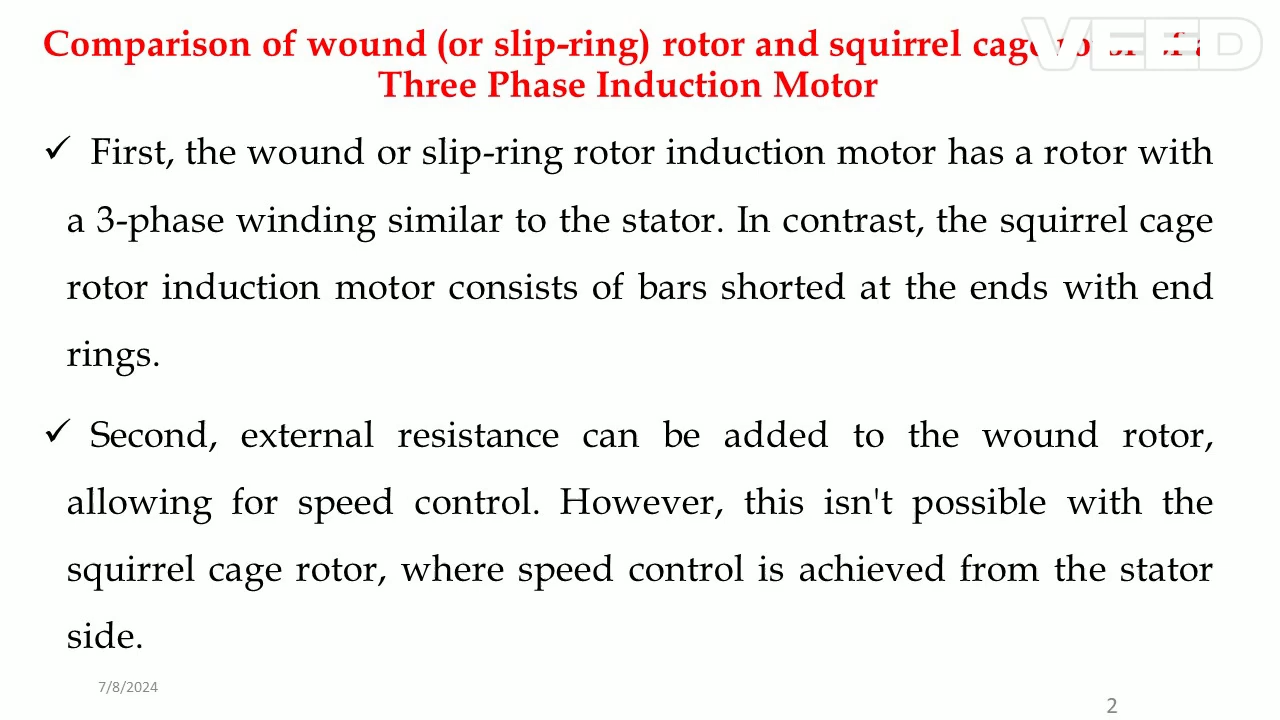 Comparison of wound (or slip-ring) rotor and squirrel cage rotor of a
Three Phase Induction Motor
✓ First, the wound or slip-ring rotor induction motor has a rotor with
a 3-phase winding similar to the stator. In contrast, the squirrel cage
rotor induction motor consists of bars shorted at the ends with end
rings.
✓ Second, external resistance can be added to the wound rotor,
allowing for speed control. However, this isn't possible with the
squirrel cage rotor, where speed control is achieved from the stator
side.
7/8/2024
2
VEED